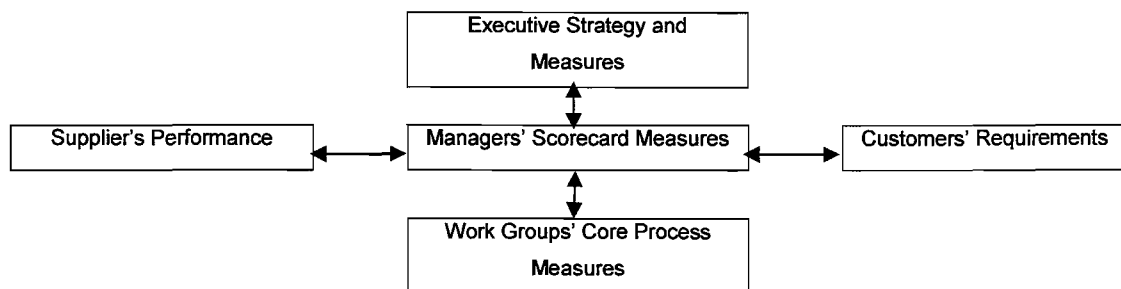 Executive Strategy and
Measures
Supplier's Performance
Managers' Scorecard Measures
Customers' Requirements
Work Groups' Core Process
Measures